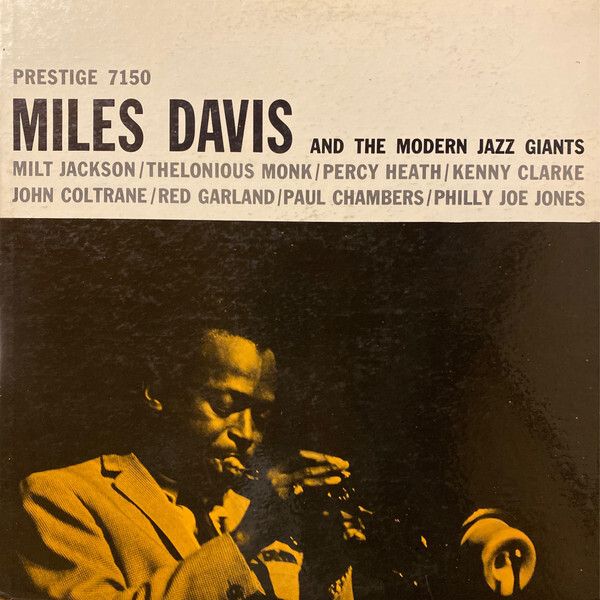 PRESTIGE 7150
MILES DAVIS AND THE MODERN JAZZ GIANTS
MILT JACKSON/THELONIOUS MONK/PERCY HEATH/KENNY CLARKE
JOHN COLTRANE/RED GARLAND/PAUL CHAMBERS/PHILLY JOE JONES